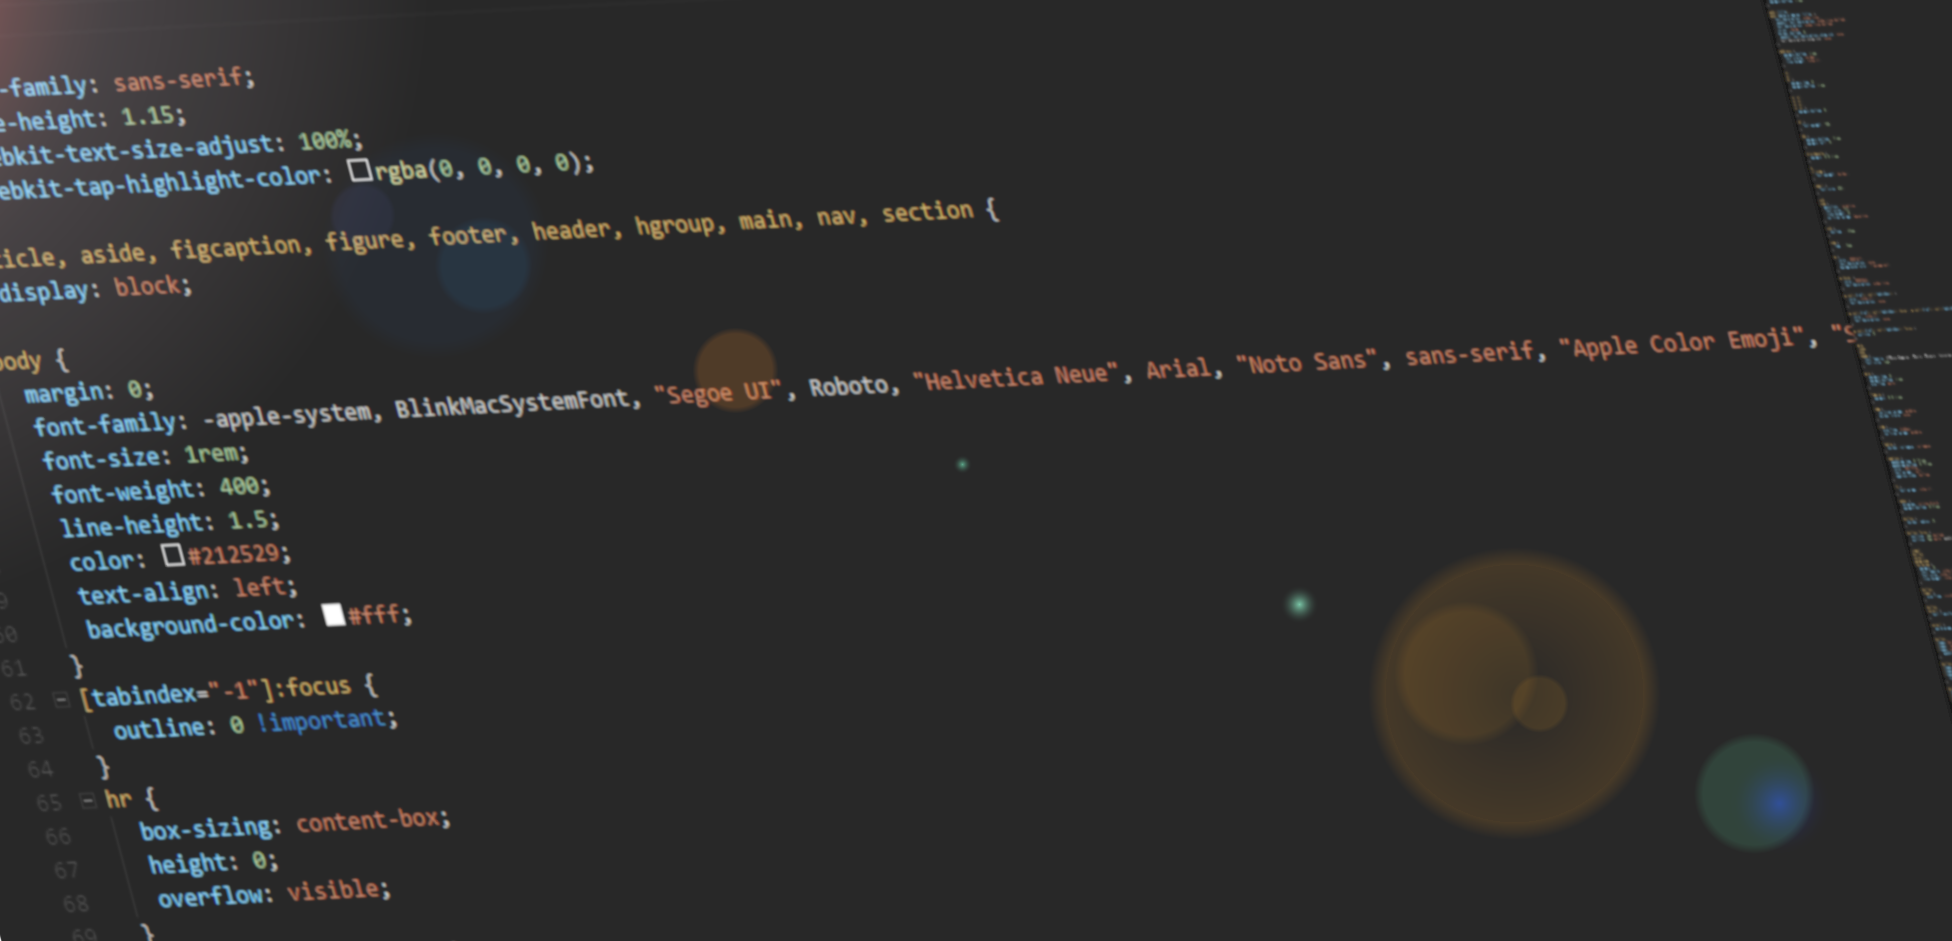 -family: sans-serif;
e-height: 1.15;
ebkit-text-size-adjust: 100%;
ebkit-tap-highlight-color: rgba(0, 0, 0, 0);
ticle, aside, figcaption, figure, footer, header, hgroup, main, nav, section {
display: block;
body {
margin: 0;
font-family: -apple-system, BlinkMacSystemFont, "Segoe UI", Roboto, "Helvetica Neue", Arial, "Noto Sans", sans-serif, "Apple Color Emoji", "S
font-size: 1rem;
font-weight: 400;
line-height: 1.5;
color: #212529;
9 text-align: left;
60 background-color: #fff;
61 }
62 [tabindex="-1"]:focus {
63 outline: 0 !important;
64 }
65 hr {
66 box-sizing: content-box;
67 height: 0;
68 overflow: visible;
69 }